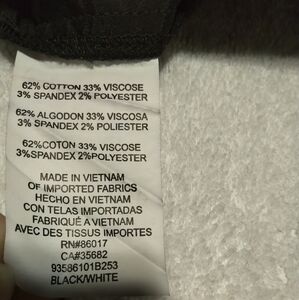 62% COTTON 33% VISCOSE
3% SPANDEX 2% POLYESTER
62% ALGODON 33% VISCOSA
3% SPANDEX 2% POLIESTER
62%COTON 33%VISCOSE
3%SPANDEX 2%POLYESTER
MADE IN VIETNAM
OF IMPORTED FABRICS
HECHO EN VIETNAM
CON TELAS IMPORTADAS
FABRIQUÉ A VIETNAM
AVEC DES TISSUS IMPORTES
RN#86017
CA#35682
93586101B253
BLACK/WHITE